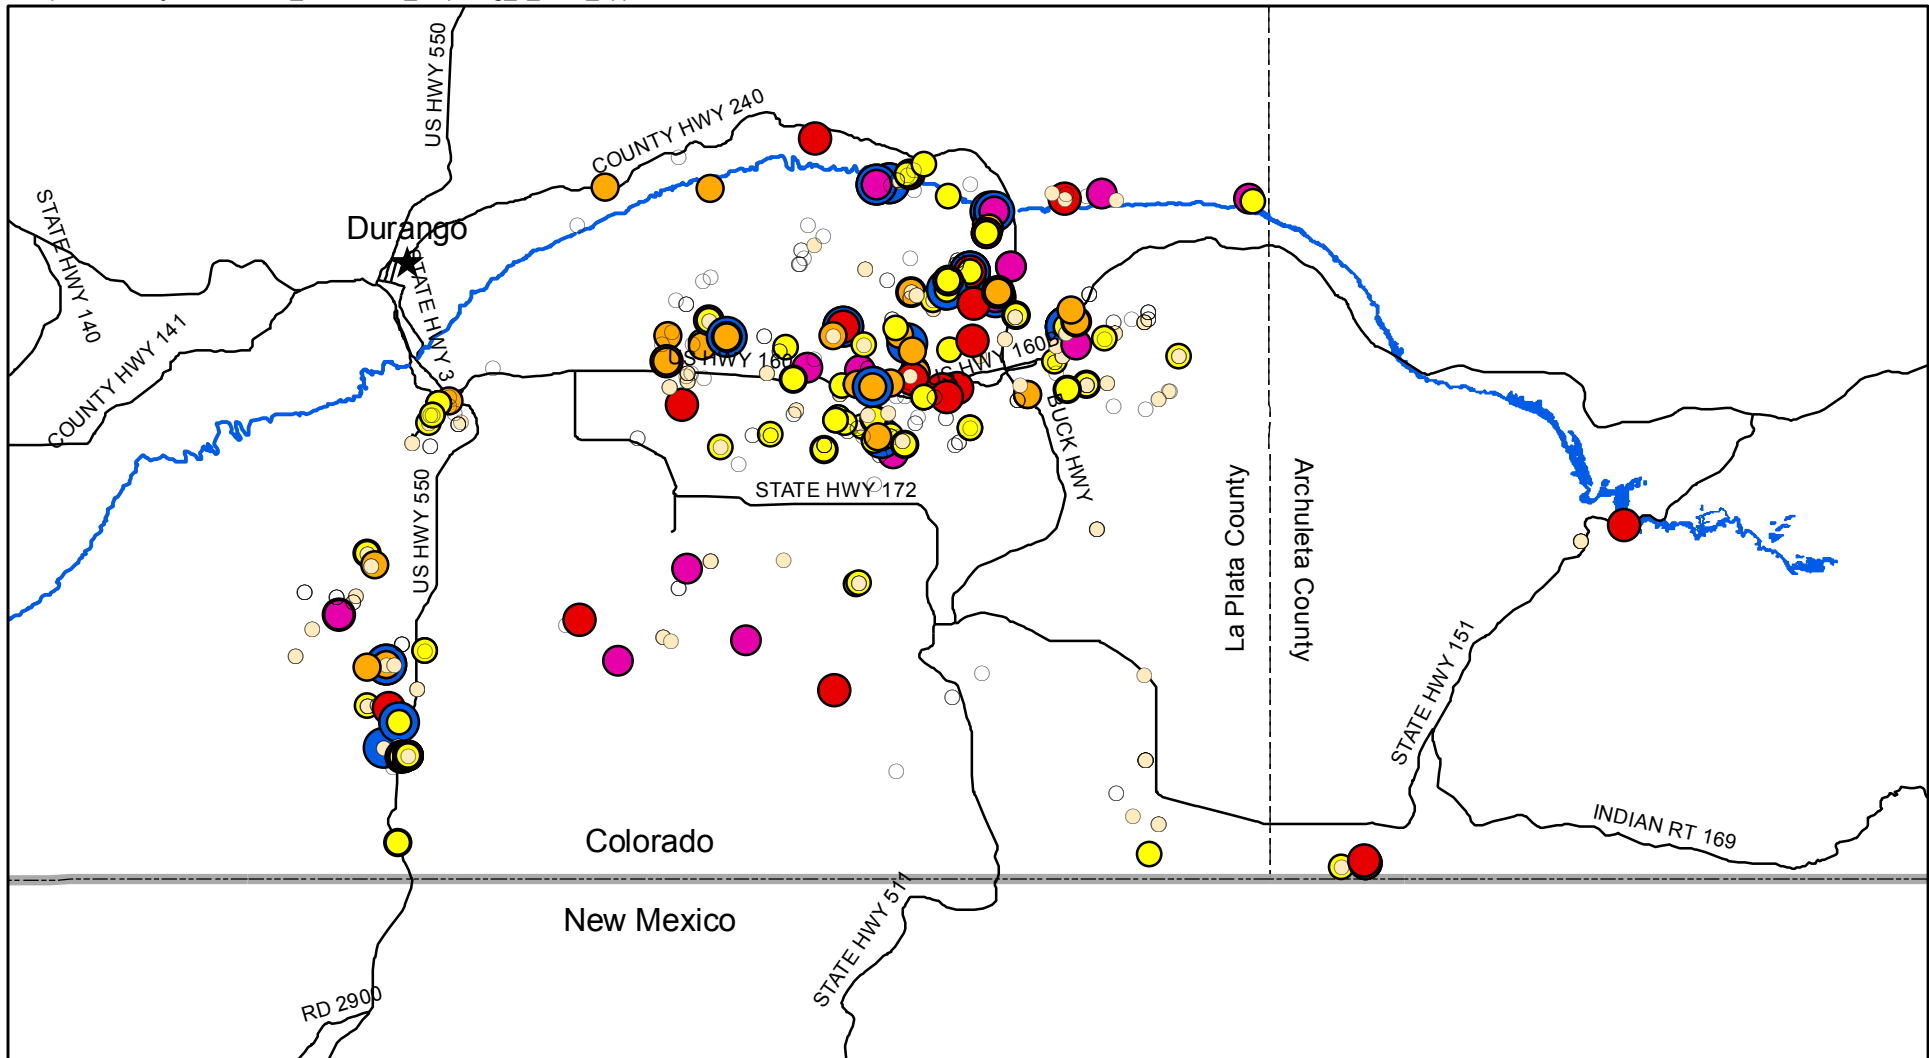 US HWY 550
COUNTY HWY 240
STATE HWY 140
Durango
STATE HWY 3
COUNTY HWY 141
US HWY 160
US HWY 160B
BUCK HWY
US HWY 550
STATE HWY 172
La Plata County
Archuleta County
STATE HWY 151
INDIAN RT 169
Colorado
New Mexico
STATE HWY 511
RD 2900